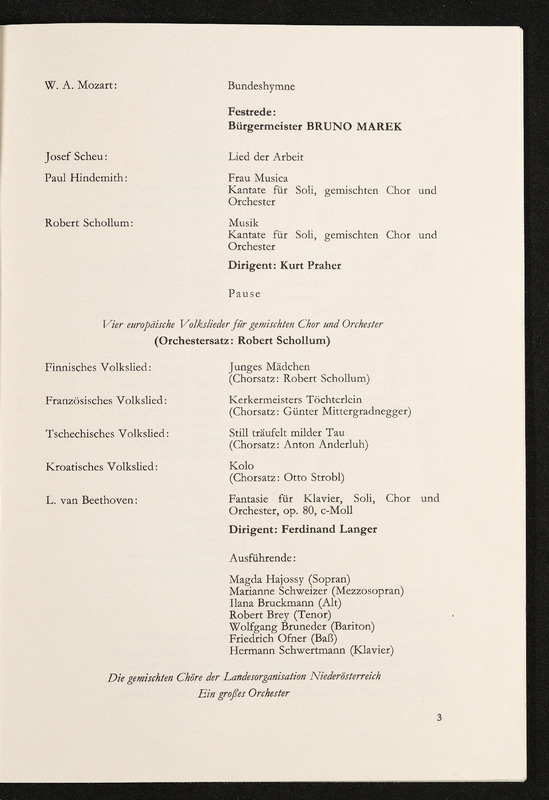 W. A. Mozart: Bundeshymne
Festrede:
Bürgermeister BRUNO MAREK
Josef Scheu: Lied der Arbeit
Paul Hindemith: Frau Musica
Kantate für Soli, gemischten Chor und
Orchester
Robert Schollum: Musik
Kantate für Soli, gemischten Chor und
Orchester
Dirigent: Kurt Praher
Pause
Vier europäische Volkslieder für gemischten Chor und Orchester
(Orchestersatz: Robert Schollum)
Finnisches Volkslied: Junges Mädchen
(Chorsatz: Robert Schollum)
Französisches Volkslied: Kerkermeisters Töchterlein
(Chorsatz: Günter Mittergradnegger)
Tschechisches Volkslied: Still träufelt milder Tau
(Chorsatz: Anton Anderluh)
Kroatisches Volkslied: Kolo
(Chorsatz: Otto Strobl)
L. van Beethoven: Fantasie für Klavier, Soli, Chor und
Orchester, op. 80, c-Moll
Dirigent: Ferdinand Langer
Ausführende:
Magda Hajossy (Sopran)
Marianne Schweizer (Mezzosopran)
Ilana Bruckmann (Alt)
Robert Brey (Tenor)
Wolfgang Bruneder (Bariton)
Friedrich Ofner (Baß)
Hermann Schwertmann (Klavier)
Die gemischten Chöre der Landesorganisation Niederösterreich
Ein großes Orchester
3